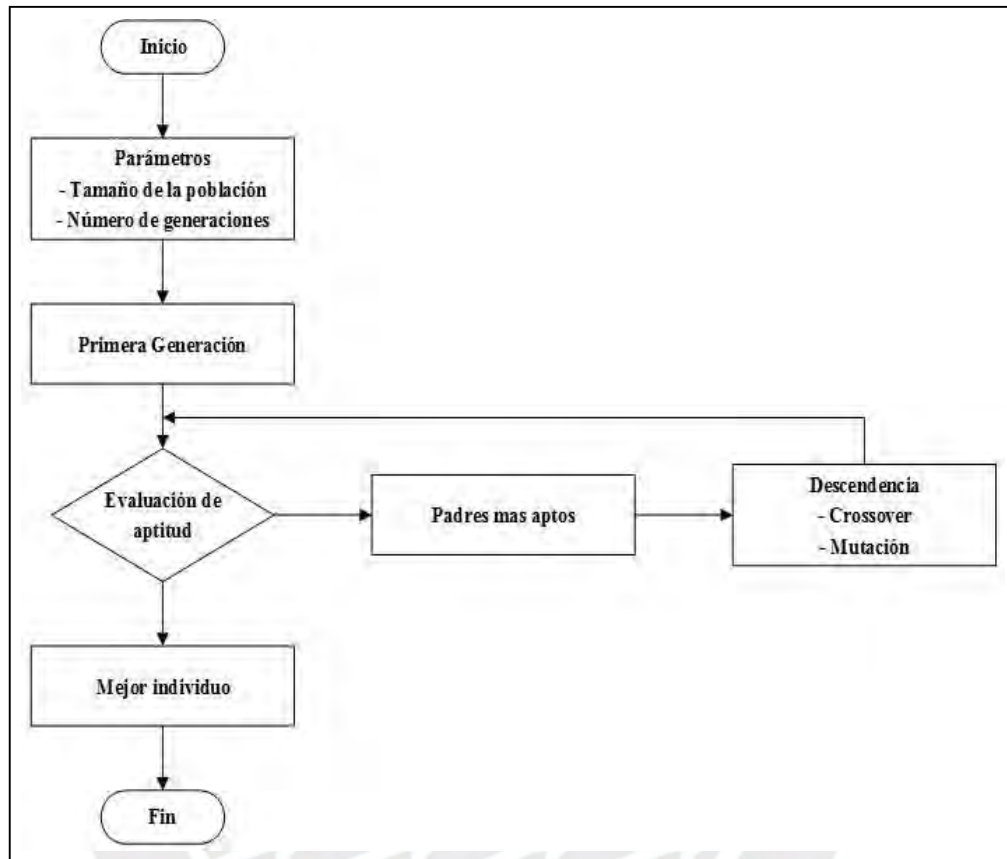 Inicio
Parámetros
- Tamaño de la población
- Número de generaciones
Primera Generación
Evaluación de
aptitud
Padres mas aptos
Descendencia
- Crossover
- Mutación
Mejor individuo
Fin